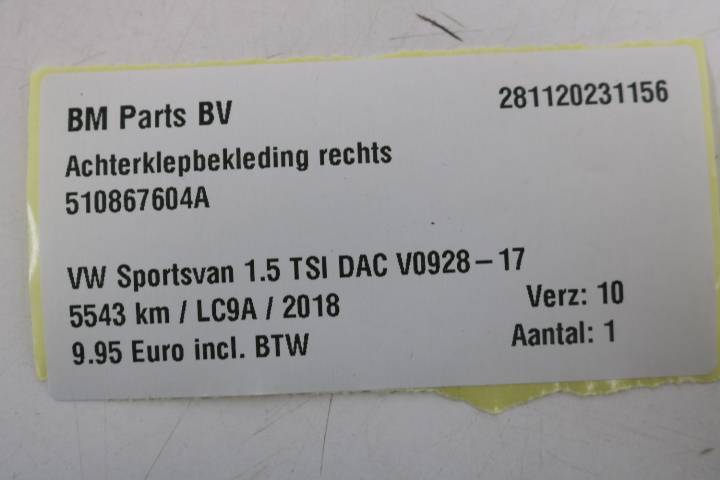 BM Parts BV
281120231156
Achterklepbekleding rechts
510867604A
VW Sportsvan 1.5 TSI DAC V0928-17
5543 km / LC9A / 2018
Verz: 10
9.95 Euro incl. BTW
Aantal: 1